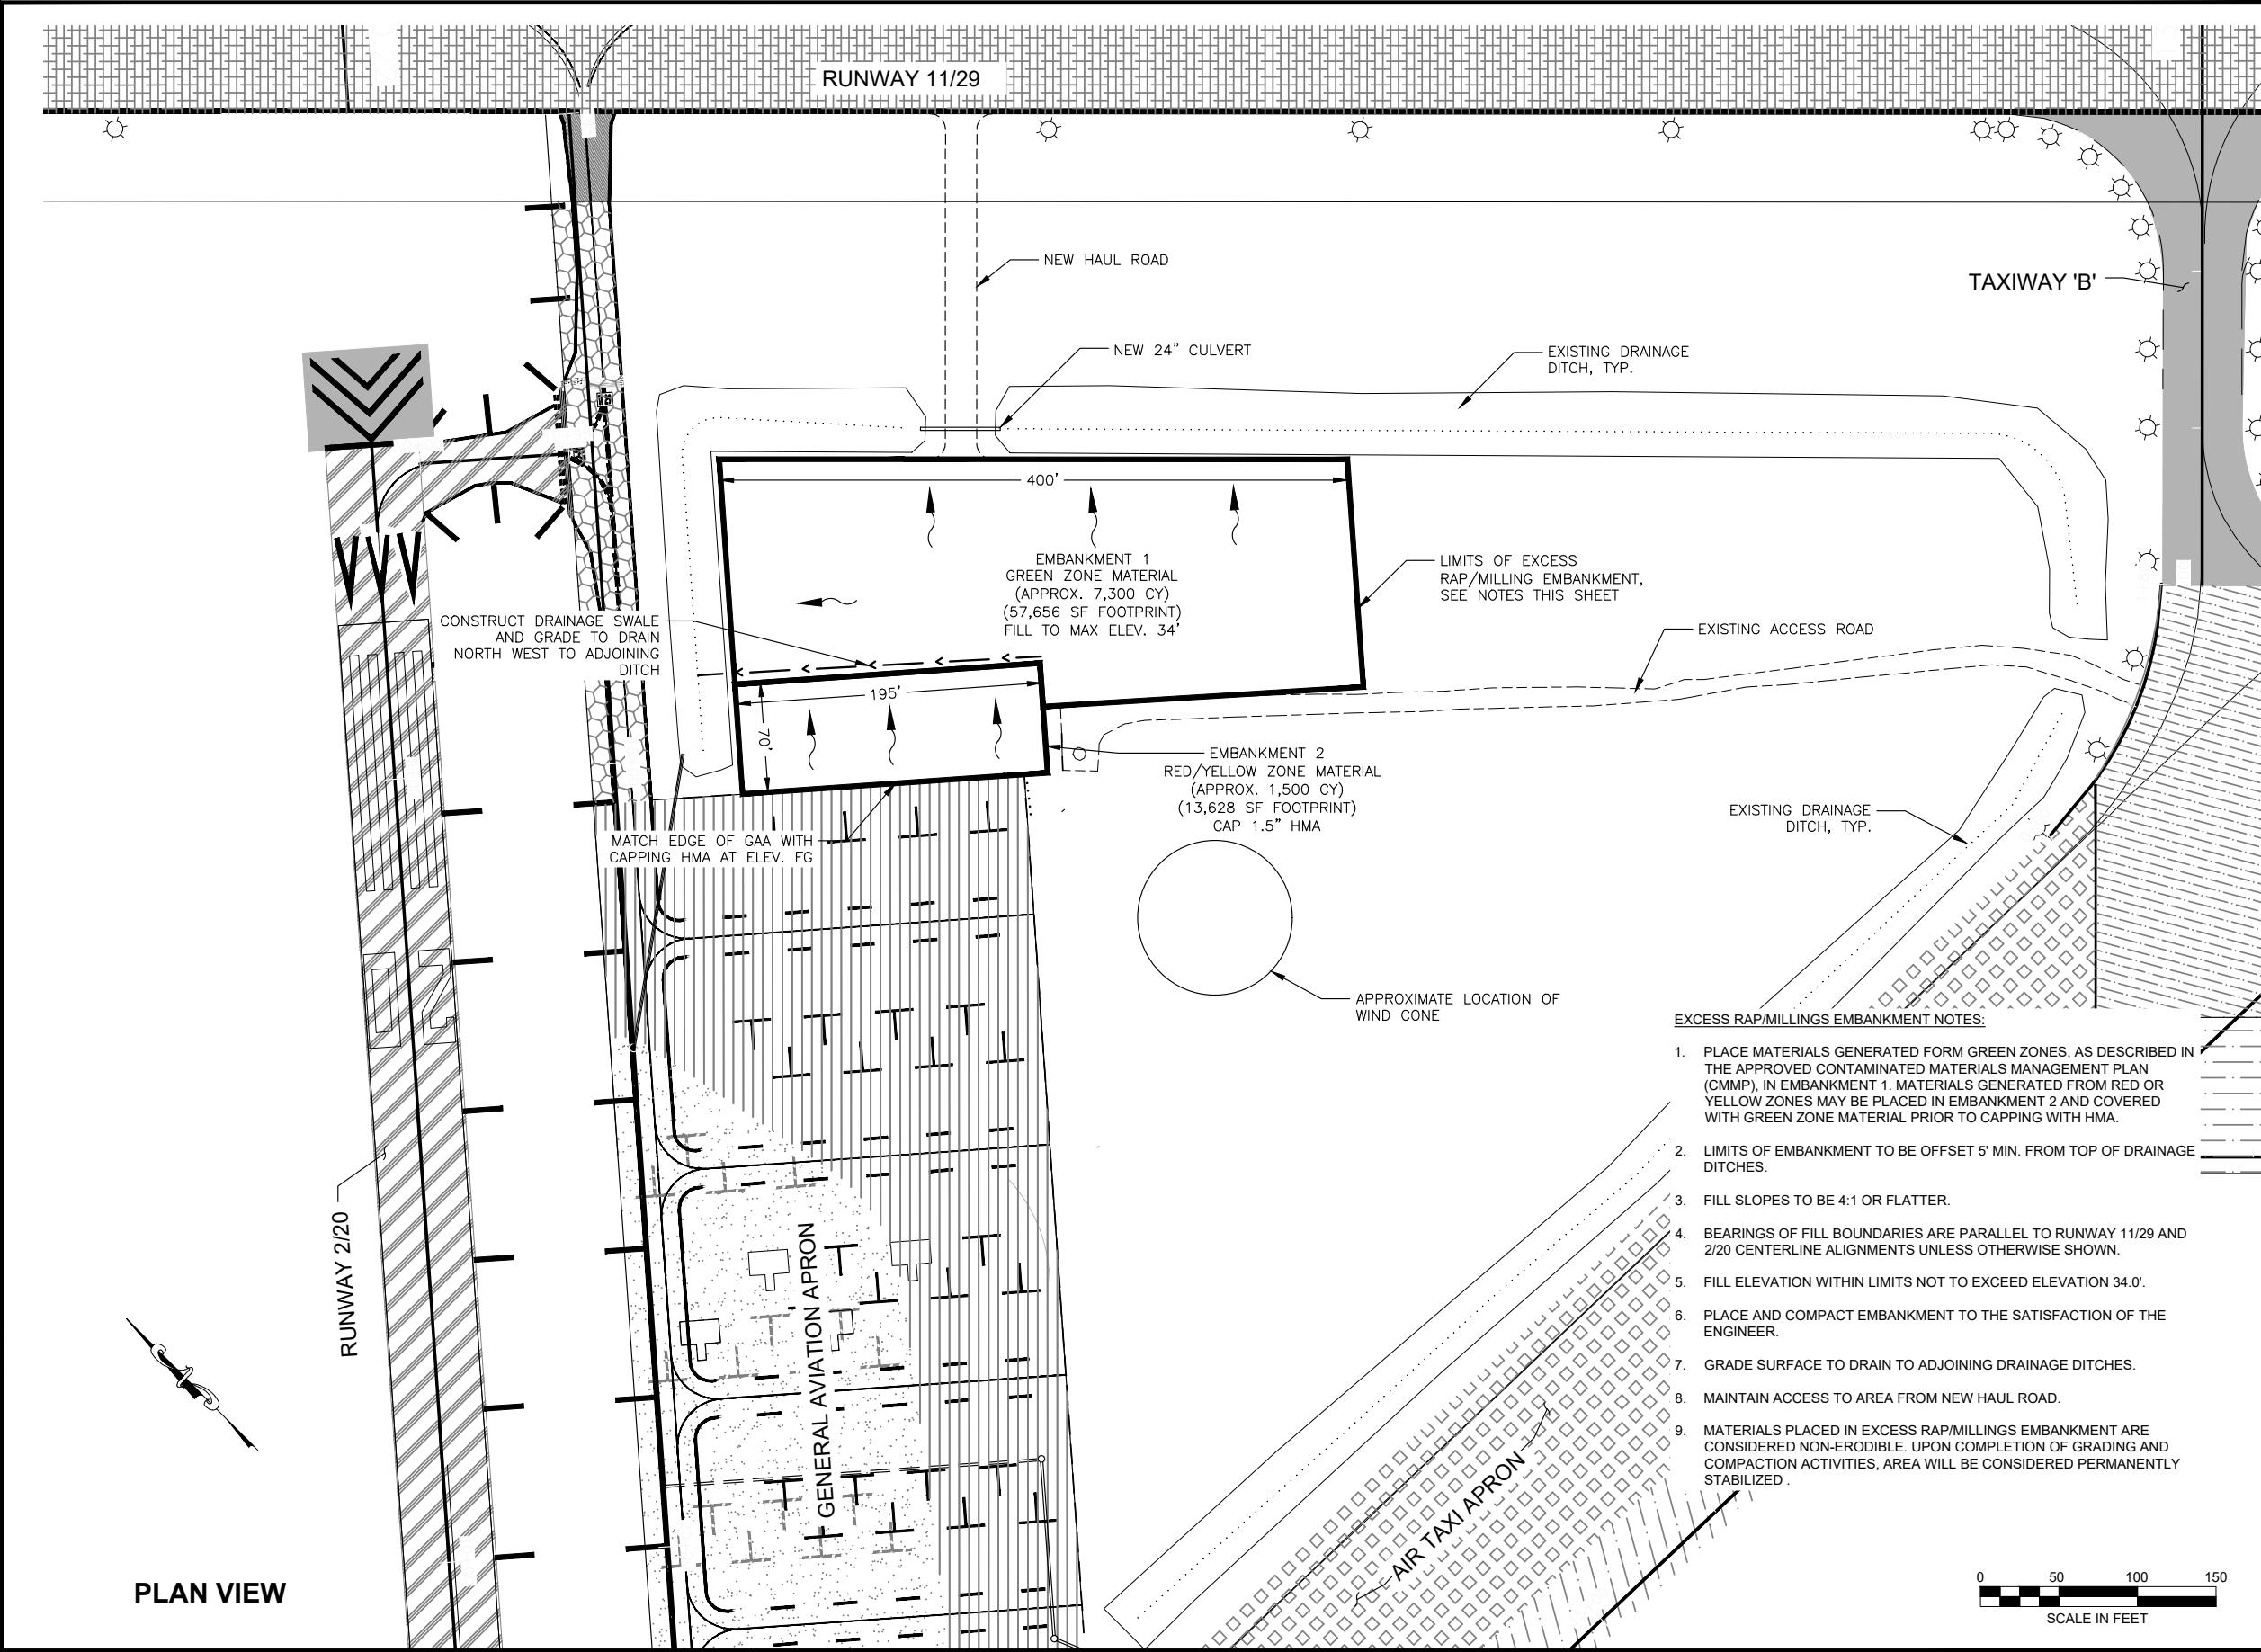 RUNWAY 11/29
NEW HAUL ROAD
TAXIWAY 'B'
NEW 24” CULVERT
EXISTING DRAINAGE
DITCH, TYP.
400'
EMBANKMENT 1
GREEN ZONE MATERIAL
(APPROX. 7,300 CY)
(57,656 SF FOOTPRINT)
FILL TO MAX ELEV. 34'
LIMITS OF EXCESS
RAP/MILLING EMBANKMENT,
SEE NOTES THIS SHEET
CONSTRUCT DRAINAGE SWALE
AND GRADE TO DRAIN
NORTH WEST TO ADJOINING
DITCH
EXISTING ACCESS ROAD
195'
70'
EMBANKMENT 2
RED/YELLOW ZONE MATERIAL
(APPROX. 1,500 CY)
(13,628 SF FOOTPRINT)
CAP 1.5” HMA
MATCH EDGE OF GAA WITH
CAPPING HMA AT ELEV. FG
EXISTING DRAINAGE
DITCH, TYP.
20
APPROXIMATE LOCATION OF
WIND CONE
RUNWAY 2/20
GENERAL AVIATION APRON
AIR TAXI APRON
EXCESS RAP/MILLINGS EMBANKMENT NOTES:
1. PLACE MATERIALS GENERATED FORM GREEN ZONES, AS DESCRIBED IN
THE APPROVED CONTAMINATED MATERIALS MANAGEMENT PLAN
(CMMP), IN EMBANKMENT 1. MATERIALS GENERATED FROM RED OR
YELLOW ZONES MAY BE PLACED IN EMBANKMENT 2 AND COVERED
WITH GREEN ZONE MATERIAL PRIOR TO CAPPING WITH HMA.
2. LIMITS OF EMBANKMENT TO BE OFFSET 5' MIN. FROM TOP OF DRAINAGE
DITCHES.
3. FILL SLOPES TO BE 4:1 OR FLATTER.
4. BEARINGS OF FILL BOUNDARIES ARE PARALLEL TO RUNWAY 11/29 AND
2/20 CENTERLINE ALIGNMENTS UNLESS OTHERWISE SHOWN.
5. FILL ELEVATION WITHIN LIMITS NOT TO EXCEED ELEVATION 34.0'.
6. PLACE AND COMPACT EMBANKMENT TO THE SATISFACTION OF THE
ENGINEER.
7. GRADE SURFACE TO DRAIN TO ADJOINING DRAINAGE DITCHES.
8. MAINTAIN ACCESS TO AREA FROM NEW HAUL ROAD.
9. MATERIALS PLACED IN EXCESS RAP/MILLINGS EMBANKMENT ARE
CONSIDERED NON-ERODIBLE. UPON COMPLETION OF GRADING AND
COMPACTION ACTIVITIES, AREA WILL BE CONSIDERED PERMANENTLY
STABILIZED .
PLAN VIEW
0 50 100 150
SCALE IN FEET